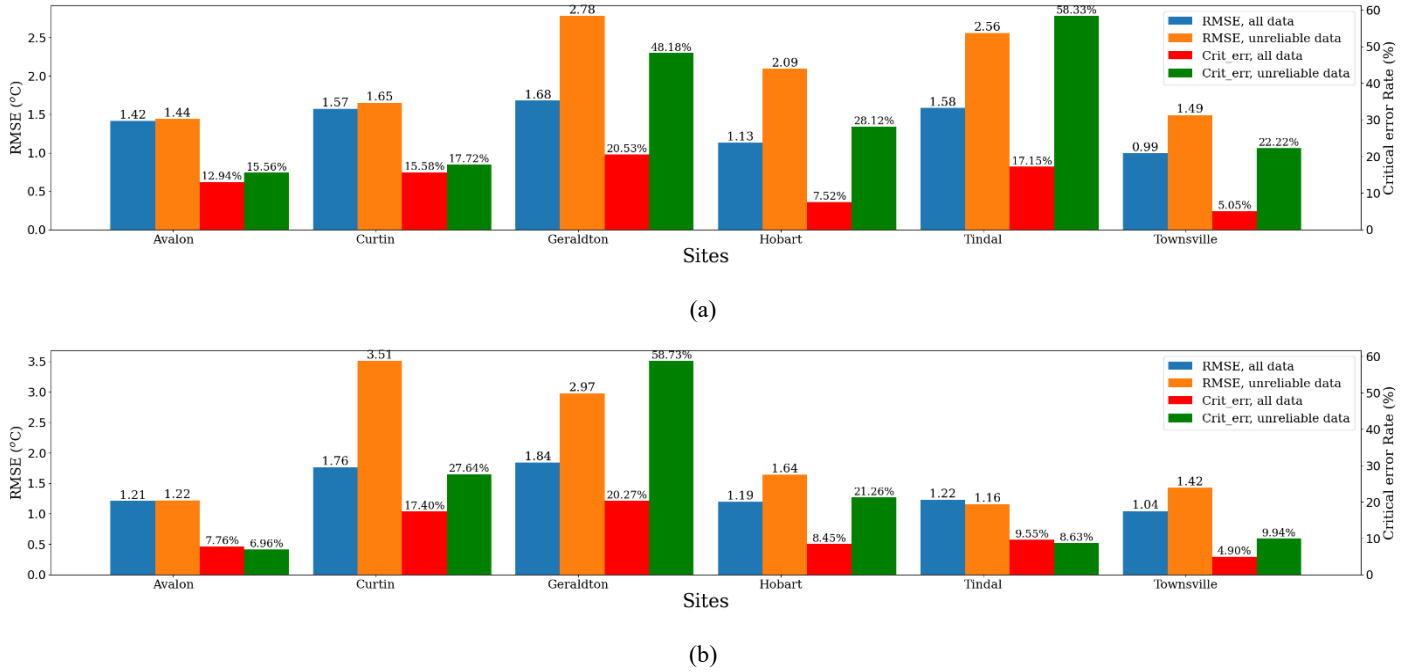 2.5
2.0
1.5
1.0
0.5
0.0
RMSE (°C)
60
50
40
30
20
10
0
Critical error Rate (%)
RMSE, all data
RMSE, unreliable data
Crit_err, all data
Crit_err, unreliable data
1.42 1.44 12.94% 15.56%
1.57 1.65 15.58% 17.72%
1.68 2.78 20.53% 48.18%
1.13 2.09 7.52% 28.12%
1.58 2.56 17.15% 58.33%
0.99 1.49 5.05% 22.22%
Avalon Curtin Geraldton Hobart Tindal Townsville
Sites
(a)
3.5
3.0
2.5
2.0
1.5
1.0
0.5
0.0
RMSE (°C)
60
50
40
30
20
10
0
Critical error Rate (%)
RMSE, all data
RMSE, unreliable data
Crit_err, all data
Crit_err, unreliable data
1.21 1.22 7.76% 6.96%
1.76 3.51 17.40% 27.64%
1.84 2.97 20.27% 58.73%
1.19 1.64 8.45% 21.26%
1.22 1.16 9.55% 8.63%
1.04 1.42 4.90% 9.94%
Avalon Curtin Geraldton Hobart Tindal Townsville
Sites
(b)